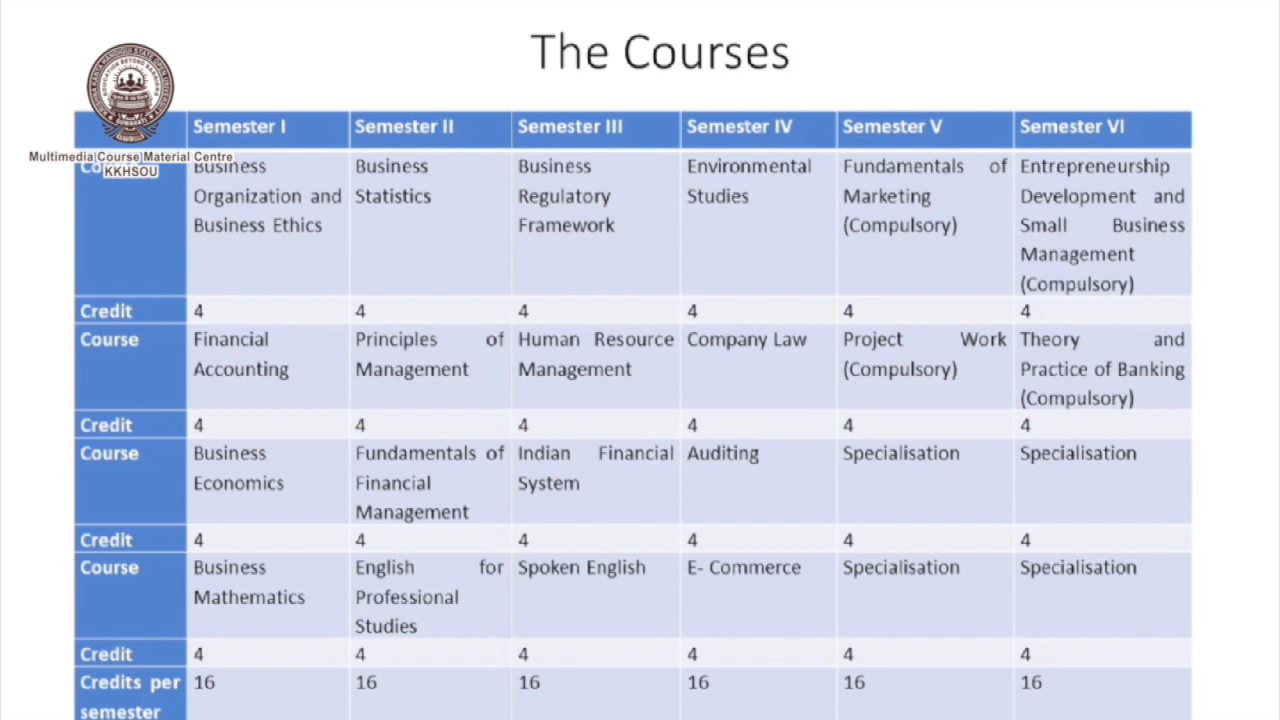 The Courses
Multimedia Course Material Centre
KKHSOU
Semester I Semester II Semester III Semester IV Semester V Semester VI
Business Business Business Environmental Fundamentals of Entrepreneurship
Organization and Statistics Regulatory Studies Marketing Development and
Business Ethics Framework (Compulsory) Small Business
Management
(Compulsory)
Credit 4 4 4 4 4 4
Course Financial Principles of Human Resource Company Law Project Work Theory and
Accounting Management Management (Compulsory) Practice of Banking
(Compulsory)
Credit 4 4 4 4 4 4
Course Business Fundamentals of Indian Financial Auditing Specialisation Specialisation
Economics Financial System
Management
Credit 4 4 4 4 4 4
Course Business English for Spoken English E- Commerce Specialisation Specialisation
Mathematics Professional
Studies
Credit 4 4 4 4 4 4
Credits per 16 16 16 16 16 16
semester